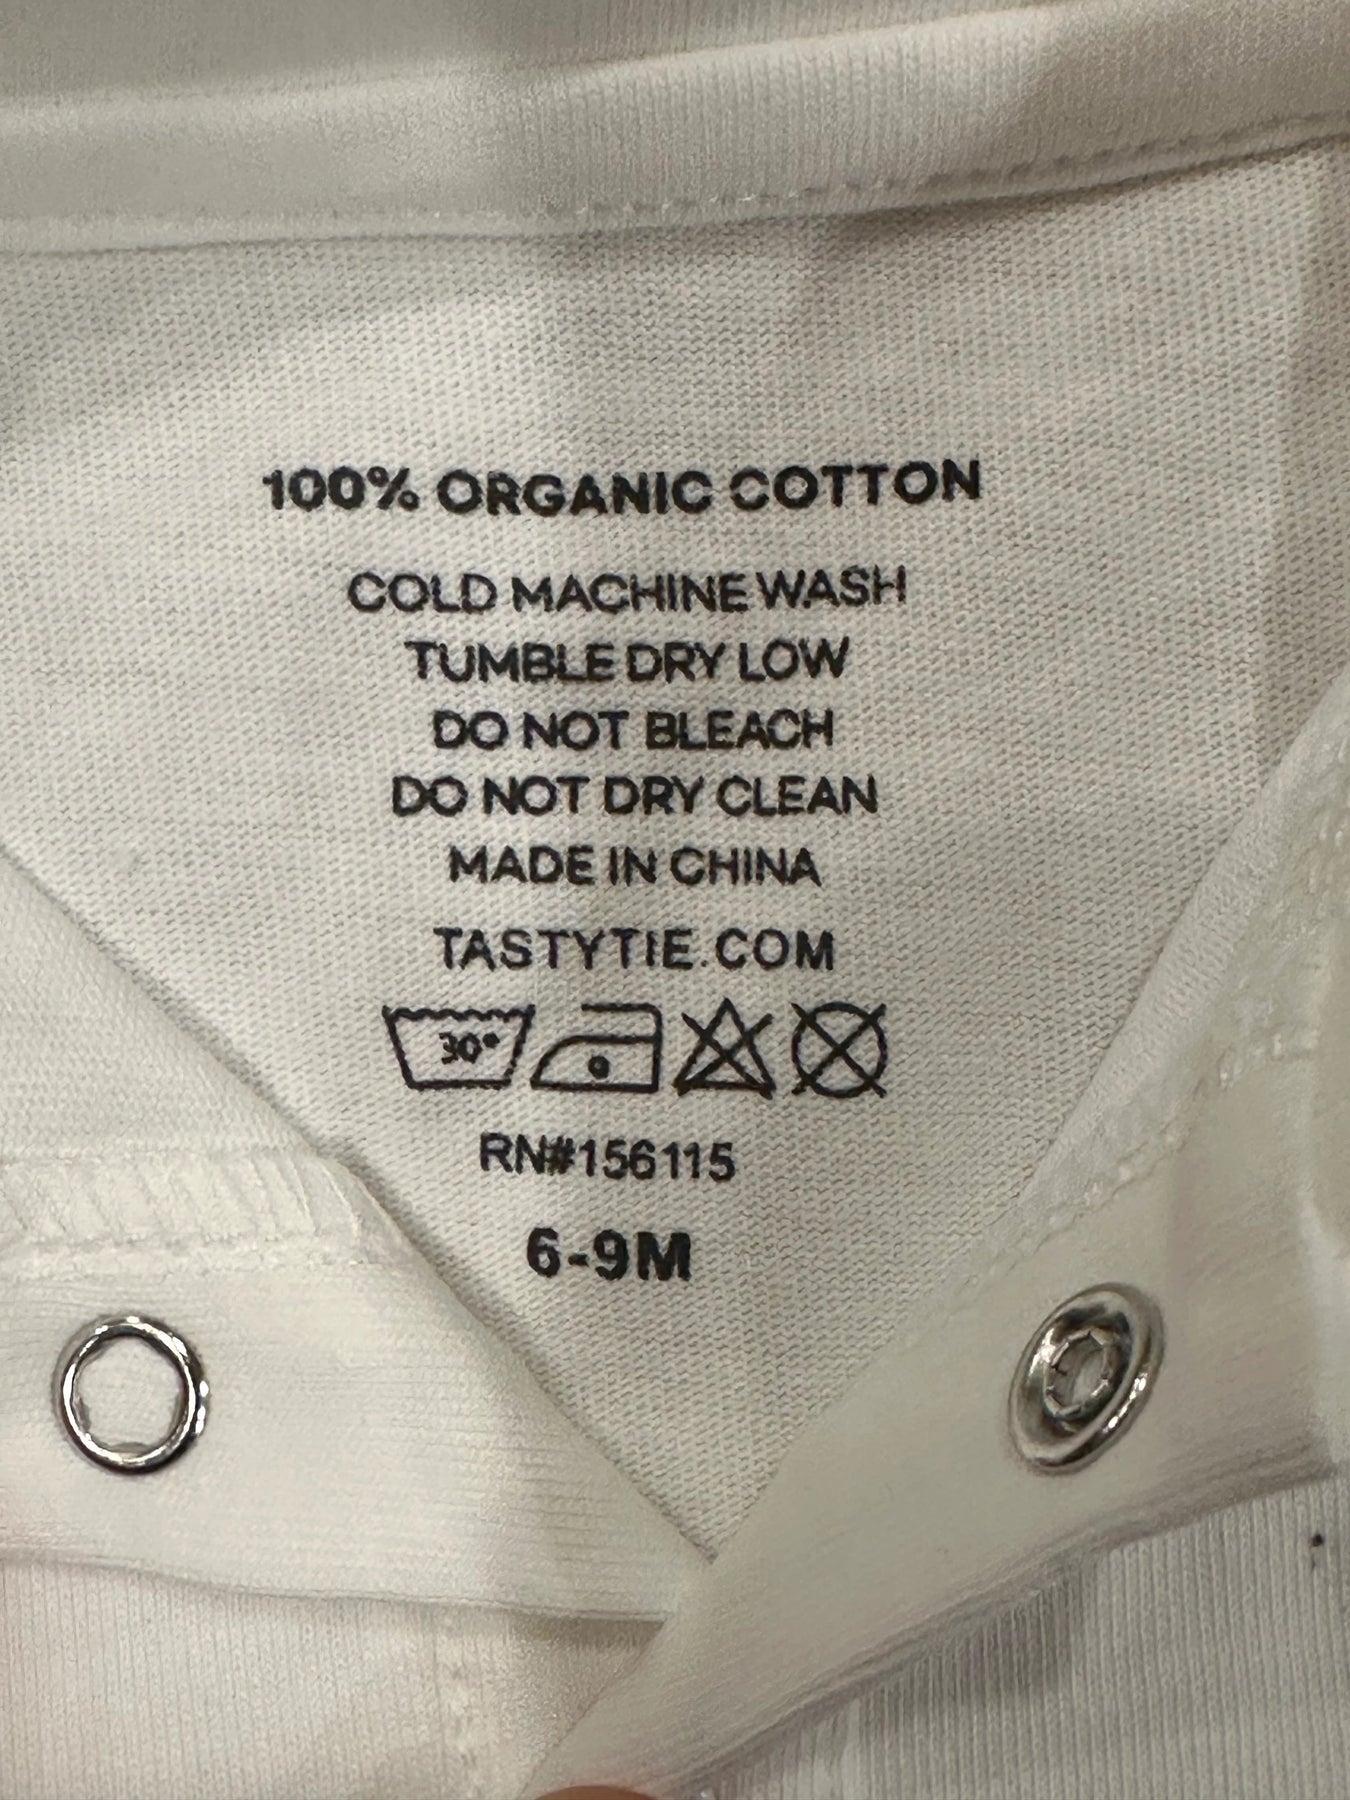 100% ORGANIC COTTON
COLD MACHINE WASH
TUMBLE DRY LOW
DO NOT BLEACH
DO NOT DRY CLEAN
MADE IN CHINA
TASTYTIE.COM
30°
RN#156115
6-9M